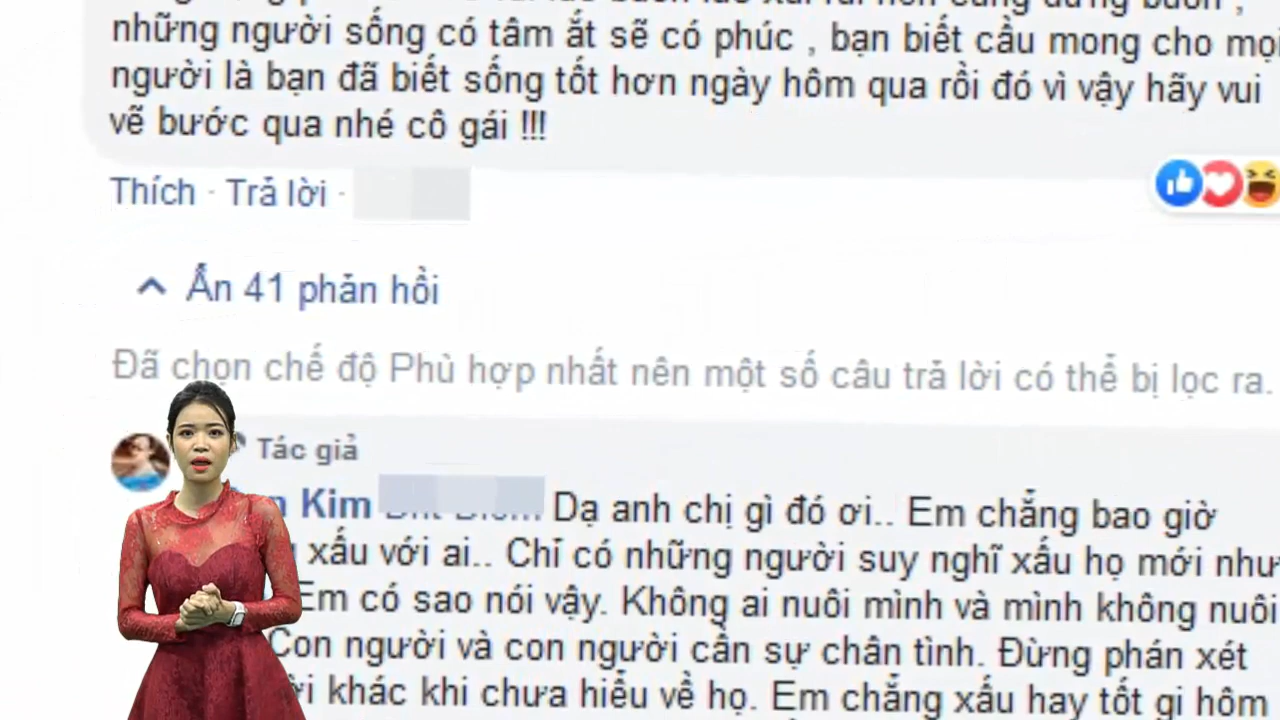 những người sống có tâm ắt sẽ có phúc , bạn biết cầu mong cho mọi
người là bạn đã biết sống tốt hơn ngày hôm qua rồi đó vì vậy hãy vui
vẽ bước qua nhé cô gái !!!
Thích · Trả lời ·
Ẩn 41 phản hồi
Đã chọn chế độ Phù hợp nhất nên một số câu trả lời có thể bị lọc ra.
Tác giả
Kim Dạ anh chị gì đó ơi.. Em chẳng bao giờ
xấu với ai.. Chỉ có những người suy nghĩ xấu họ mới như
Em có sao nói vậy. Không ai nuôi mình và mình không nuôi
Con người và con người cần sự chân tình. Đừng phán xét
khác khi chưa hiểu về họ. Em chẳng xấu hay tốt gi hôm